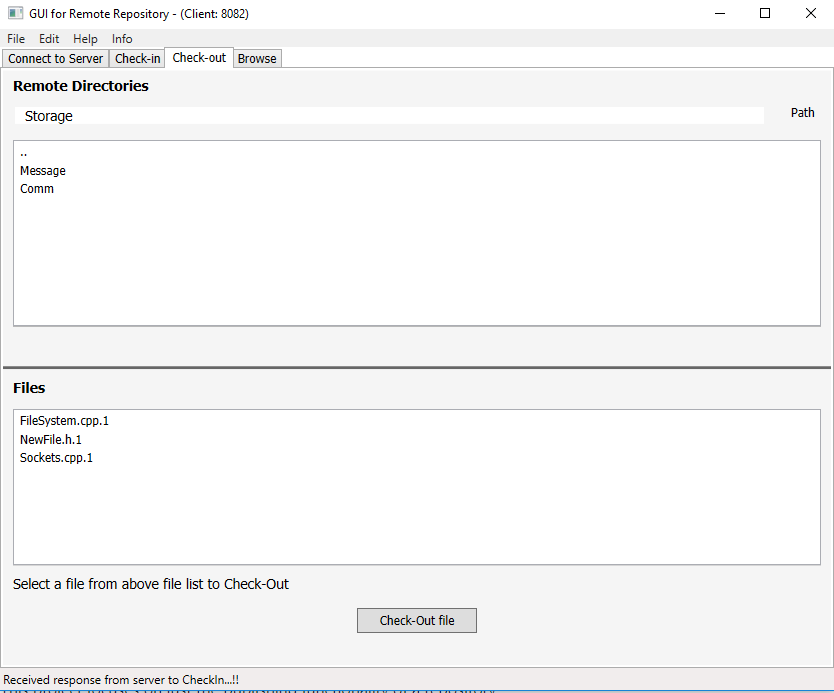 GUI for Remote Repository - (Client: 8082)
File Edit Help Info
Connect to Server Check-in Check-out Browse
Remote Directories
Storage Path
..
Message
Comm
Files
FileSystem.cpp.1
NewFile.h.1
Sockets.cpp.1
Select a file from above file list to Check-Out
Check-Out file
Received response from server to CheckIn...!!